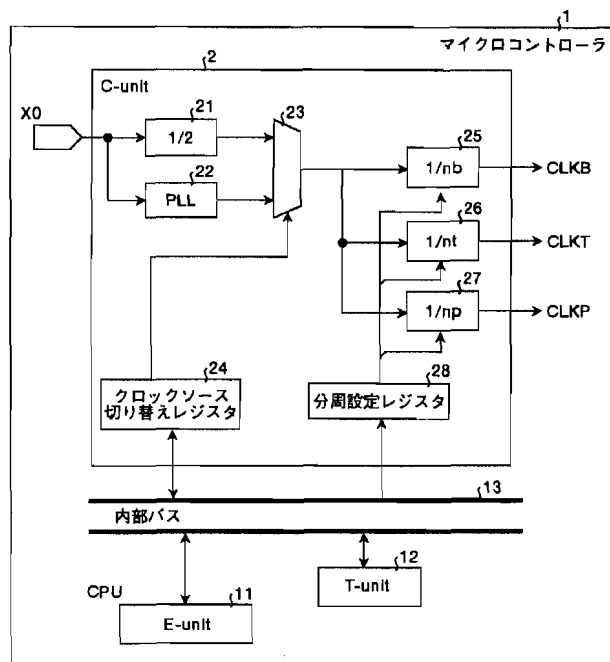 1
マイクロコントローラ
2
C-unit
X0
21
1/2
22
PLL
23
25
1/nb
CLKB
26
1/nt
CLKT
27
1/np
CLKP
24
クロックソース
切り替えレジスタ
28
分周設定レジスタ
13
内部バス
12
T-unit
CPU
11
E-unit